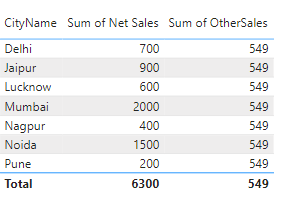 CityName Sum of Net Sales Sum of OtherSales
Delhi 700 549
Jaipur 900 549
Lucknow 600 549
Mumbai 2000 549
Nagpur 400 549
Noida 1500 549
Pune 200 549
Total 6300 549